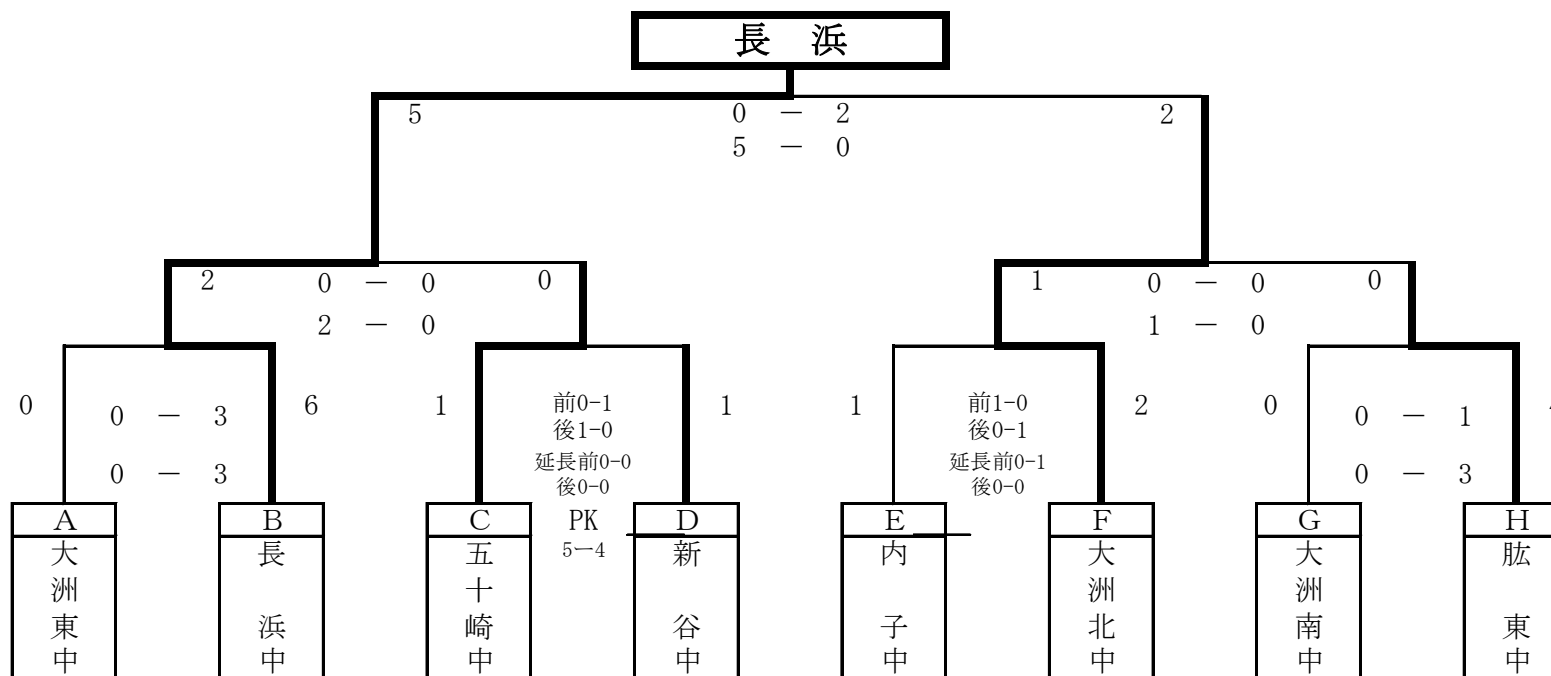 長　浜
5　0　－　2　2
5　－　0
2　0　－　0　0　1　0　－　0　0
2　－　0　1　－　0
0　0　－　3　6　1　前0-1　1　1　前1-0　2　0　0　－　1
後1-0　後0-1
0　－　3　延長前0-0　延長前0-1　0　－　3
後0-0　後0-0
A　B　C　PK　D　E　F　G　H
5ー4
大洲東中
長浜中
五十崎中
新谷中
内子中
大洲北中
大洲南中
肱東中